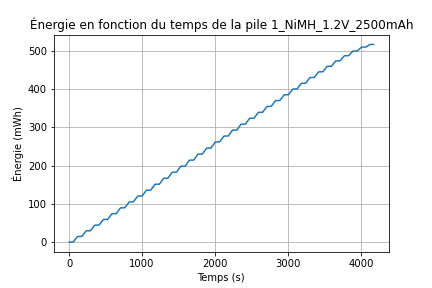 Énergie en fonction du temps de la pile 1_NiMH_1.2V_2500mAh
500
400
300
200
100
0
Énergie (mWh)
0 1000 2000 3000 4000
Temps (s)